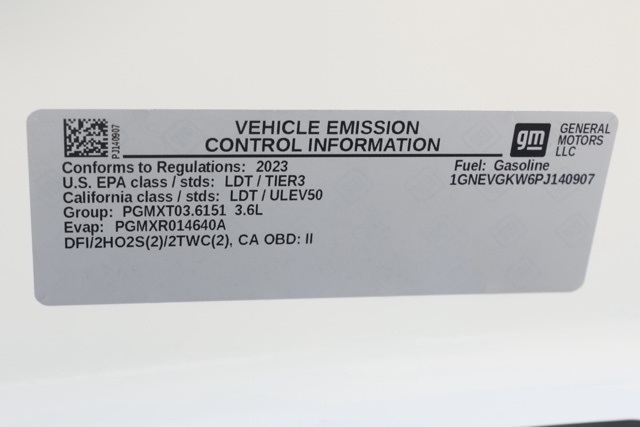 PJ140907
VEHICLE EMISSION
CONTROL INFORMATION
gm
GENERAL
MOTORS
LLC
Conforms to Regulations: 2023
Fuel: Gasoline
U.S. EPA class / stds: LDT / TIER3
1GNEVGKW6PJ140907
California class / stds: LDT / ULEV50
Group: PGMXT03.6151 3.6L
Evap: PGMXR014640A
DFI/2HO2S(2)/2TWC(2), CA OBD: II